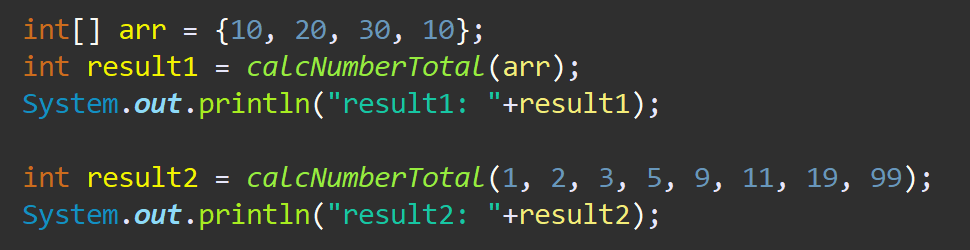 int[] arr = {10, 20, 30, 10};
int result1 = calcNumberTotal(arr);
System.out.println("result1: "+result1);
int result2 = calcNumberTotal(1, 2, 3, 5, 9, 11, 19, 99);
System.out.println("result2: "+result2);